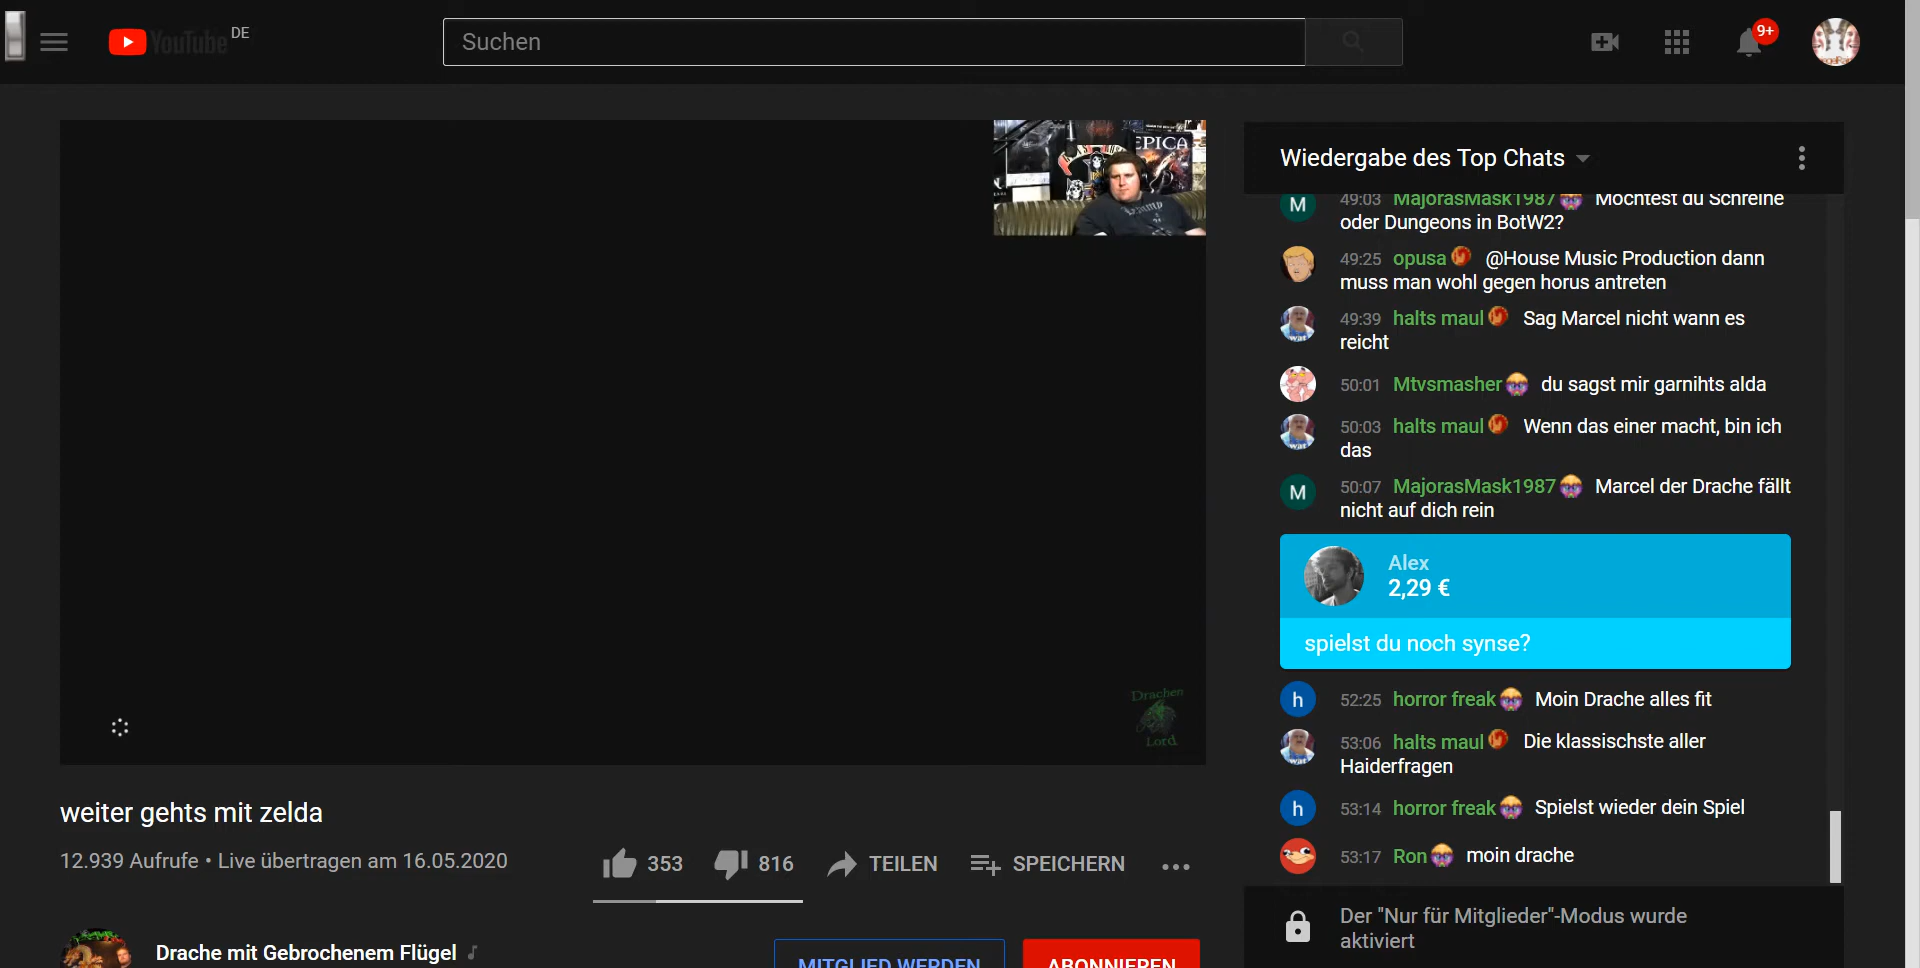 YouTube DE
Suchen
9+
EPICA
Drachen
Lord
weiter gehts mit zelda
12.939 Aufrufe • Live übertragen am 16.05.2020
353 816 TEILEN SPEICHERN
Drache mit Gebrochenem Flügel
MITGLIED WERDEN ABONNIEREN
Wiedergabe des Top Chats
M 49:03 MajorasMask1987 Möchtest du Schreine
oder Dungeons in BotW2?
49:25 opusa @House Music Production dann
muss man wohl gegen horus antreten
49:39 halts maul Sag Marcel nicht wann es
reicht
wat
50:01 Mtvsmasher du sagst mir garnihts alda
50:03 halts maul Wenn das einer macht, bin ich
das
wat
M 50:07 MajorasMask1987 Marcel der Drache fällt
nicht auf dich rein
Alex
2,29 €
spielst du noch synse?
h 52:25 horror freak Moin Drache alles fit
53:06 halts maul Die klassischste aller
Haiderfragen
wat
h 53:14 horror freak Spielst wieder dein Spiel
53:17 Ron moin drache
Der "Nur für Mitglieder"-Modus wurde
aktiviert